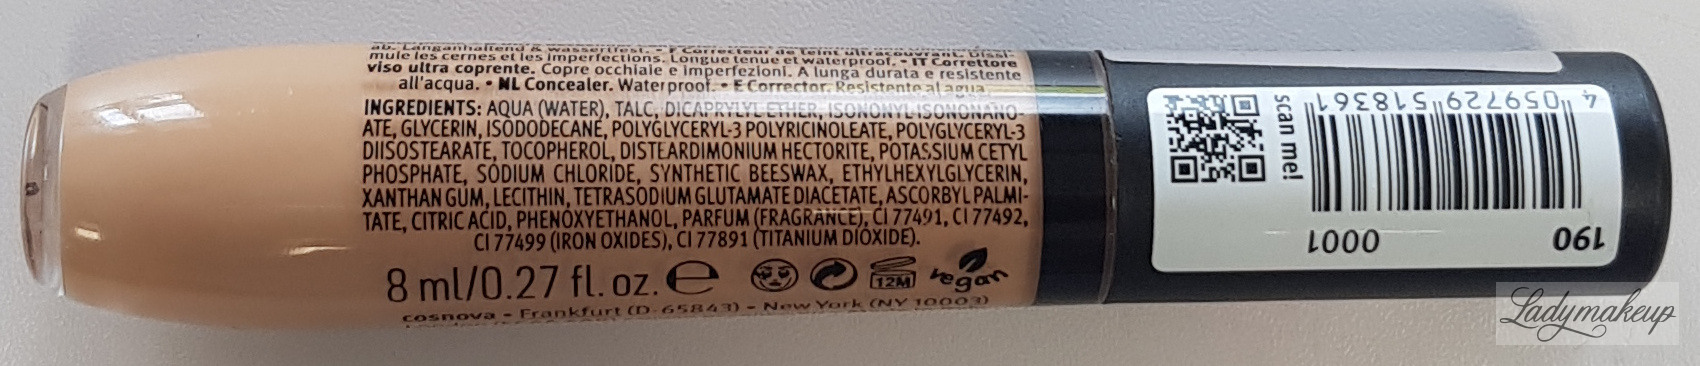 ab. Langanhaltend & wasserfest. • F Correcteur de teint ultracouvrant. Dissi-
mule les cernes et les imperfections. Longue tenue et waterproof. • IT Correttore
viso ultra coprente. Copre occhiaie e imperfezioni. A lunga durata e resistente
all'acqua. • NL Concealer. Waterproof. • E Corrector. Resistente al agua.
INGREDIENTS: AQUA (WATER), TALC, DICAPRYLYL ETHER, ISONONYL ISONONANO-
ATE, GLYCERIN, ISODODECANE, POLYGLYCERYL-3 POLYRICINOLEATE, POLYGLYCERYL-3
DIISOSTEARATE, TOCOPHEROL, DISTEARDIMONIUM HECTORITE, POTASSIUM CETYL
PHOSPHATE, SODIUM CHLORIDE, SYNTHETIC BEESWAX, ETHYLHEXYLGLYCERIN,
XANTHAN GUM, LECITHIN, TETRASODIUM GLUTAMATE DIACETATE, ASCORBYL PALMI-
TATE, CITRIC ACID, PHENOXYETHANOL, PARFUM (FRAGRANCE), CI 77491, CI 77492,
CI 77499 (IRON OXIDES), CI 77891 (TITANIUM DIOXIDE).
8 ml/0.27 fl. oz. e
12M
vegan
cosnova • Frankfurt (D-65843) • New York (NY 10003)
scan me!
4 059729 518361
190
0001
Ladymakeup